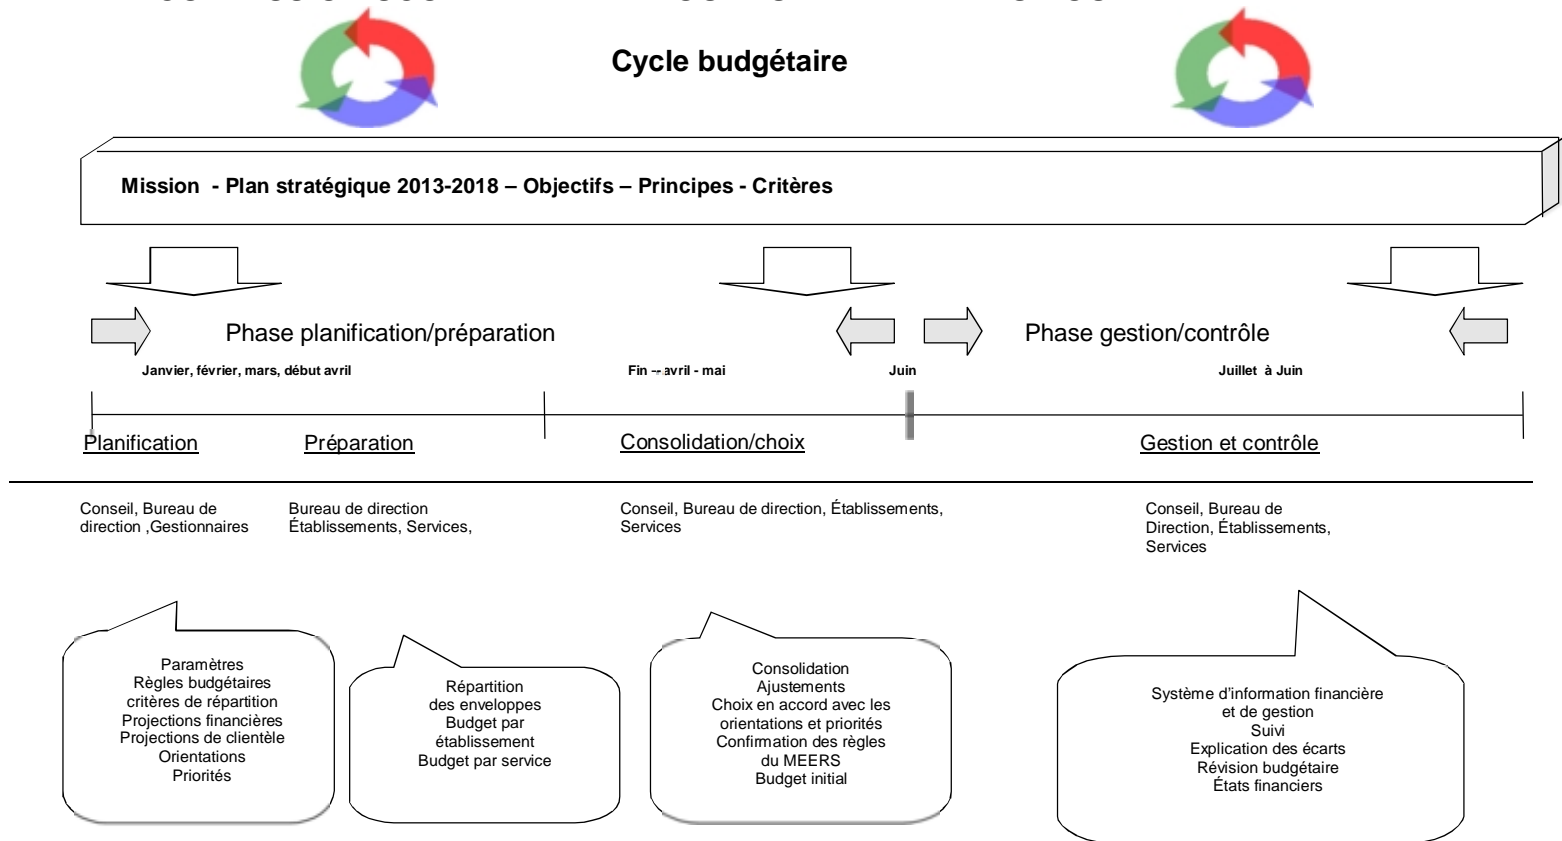 Cycle budgétaire
Mission - Plan stratégique 2013-2018 – Objectifs – Principes - Critères
Phase planification/préparation
Phase gestion/contrôle
Janvier, février, mars, début avril
Fin – avril - mai
Juin
Juillet à Juin
Planification
Préparation
Consolidation/choix
Gestion et contrôle
Conseil, Bureau de
direction ,Gestionnaires
Bureau de direction
Établissements, Services,
Conseil, Bureau de direction, Établissements,
Services
Conseil, Bureau de
Direction, Établissements,
Services
Paramètres
Règles budgétaires
critères de répartition
Projections financières
Projections de clientèle
Orientations
Priorités
Répartition
des enveloppes
Budget par
établissement
Budget par service
Consolidation
Ajustements
Choix en accord avec les
orientations et priorités
Confirmation des règles
du MEERS
Budget initial
Système d'information financière
et de gestion
Suivi
Explication des écarts
Révision budgétaire
États financiers